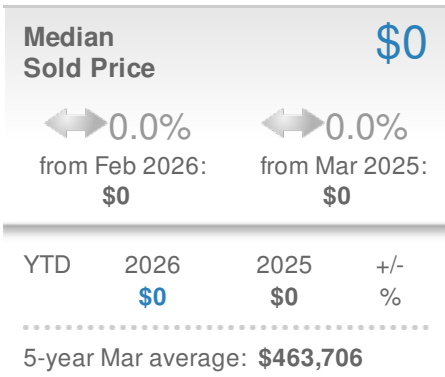 Median $0
Sold Price
0.0% 0.0%
from Feb 2026: from Mar 2025:
$0 $0
YTD 2026 2025 +/-
$0 $0 %
5-year Mar average: $463,706